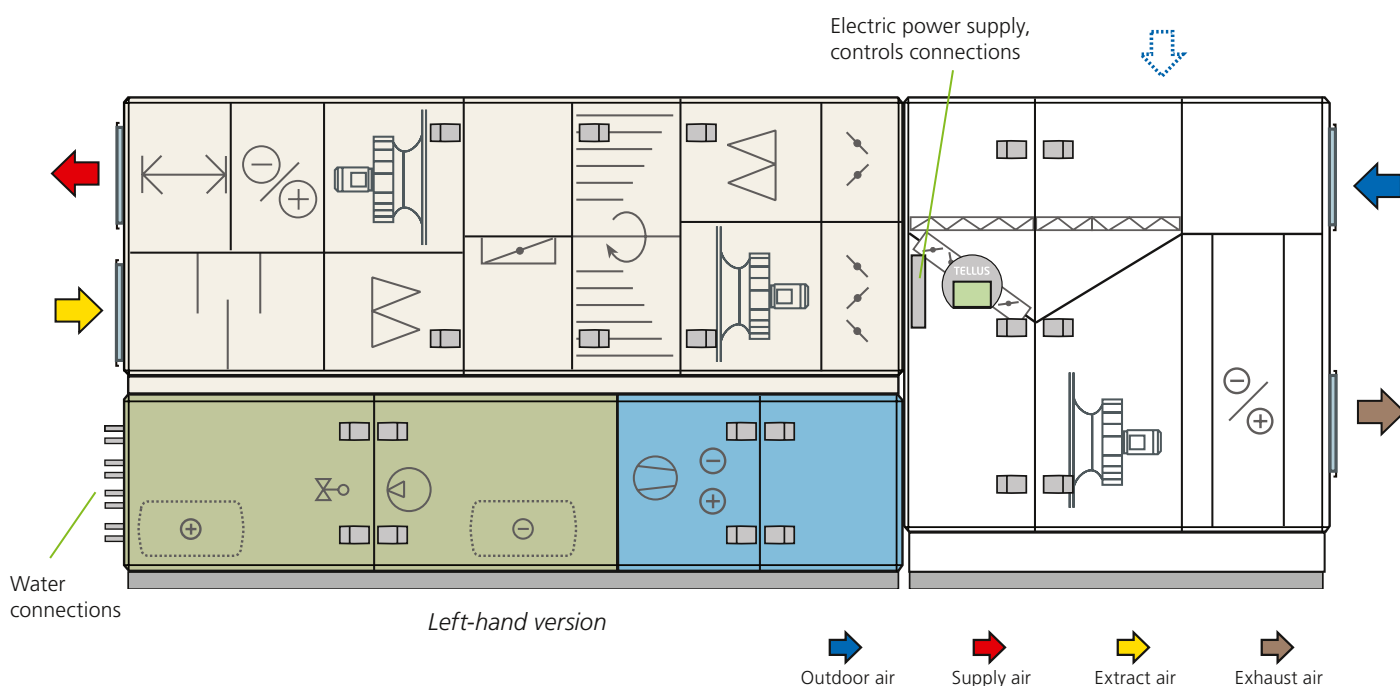 Electric power supply,
controls connections
TELLUS
Water
connections
Left-hand version
Outdoor air
Supply air
Extract air
Exhaust air